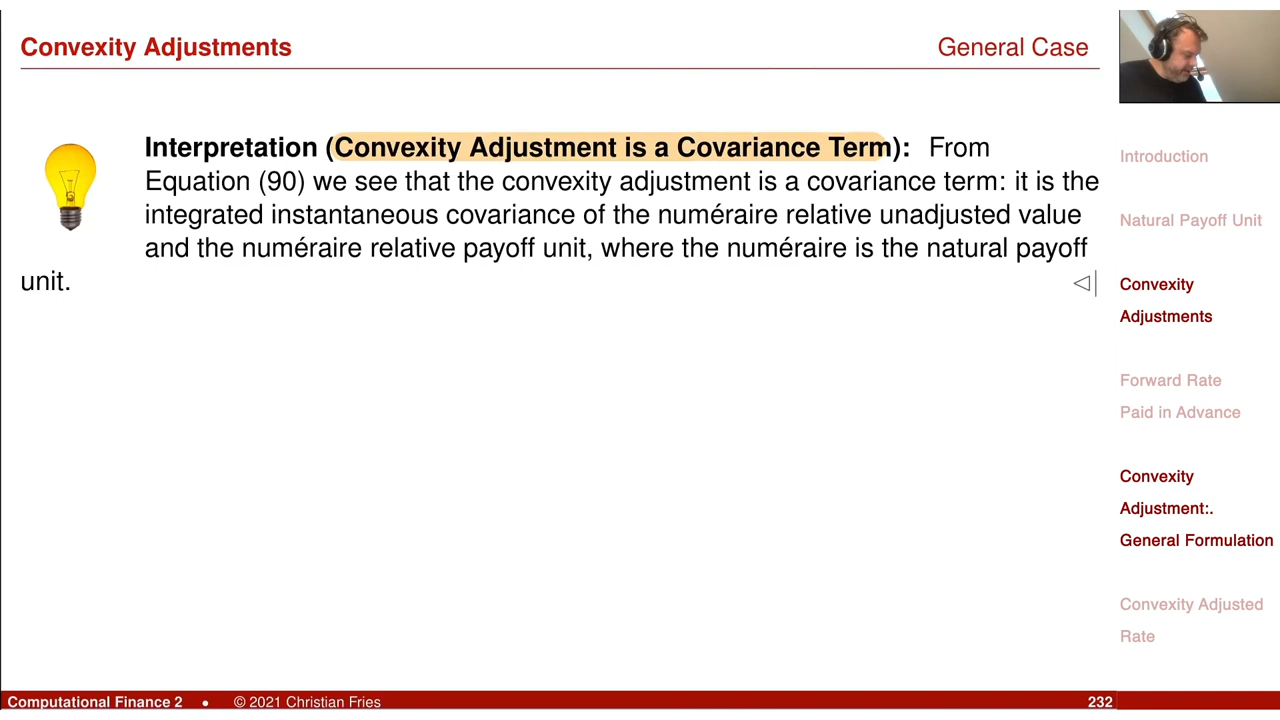 Convexity Adjustments
General Case
Interpretation (Convexity Adjustment is a Covariance Term): From
Equation (90) we see that the convexity adjustment is a covariance term: it is the
integrated instantaneous covariance of the numéraire relative unadjusted value
and the numéraire relative payoff unit, where the numéraire is the natural payoff
unit.
Introduction
Natural Payoff Unit
Convexity
Adjustments
Forward Rate
Paid in Advance
Convexity
Adjustment:.
General Formulation
Convexity Adjusted
Rate
Computational Finance 2 • © 2021 Christian Fries 232